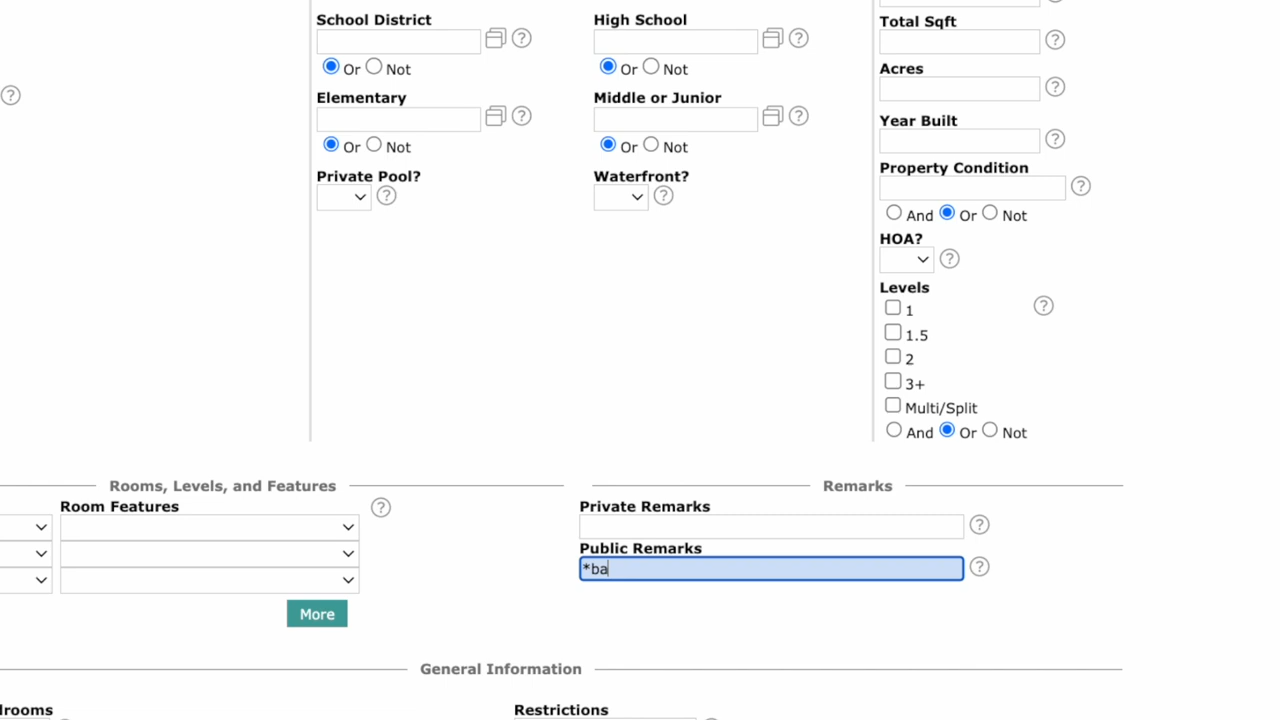 School District
High School
Total Sqft
Or Not
Or Not
Acres
Elementary
Middle or Junior
Year Built
Or Not
Or Not
Private Pool?
Waterfront?
Property Condition
And Or Not
HOA?
Levels
1
1.5
2
3+
Multi/Split
And Or Not
Rooms, Levels, and Features
Remarks
Room Features
Private Remarks
Public Remarks
*ba
More
General Information
drooms
Restrictions